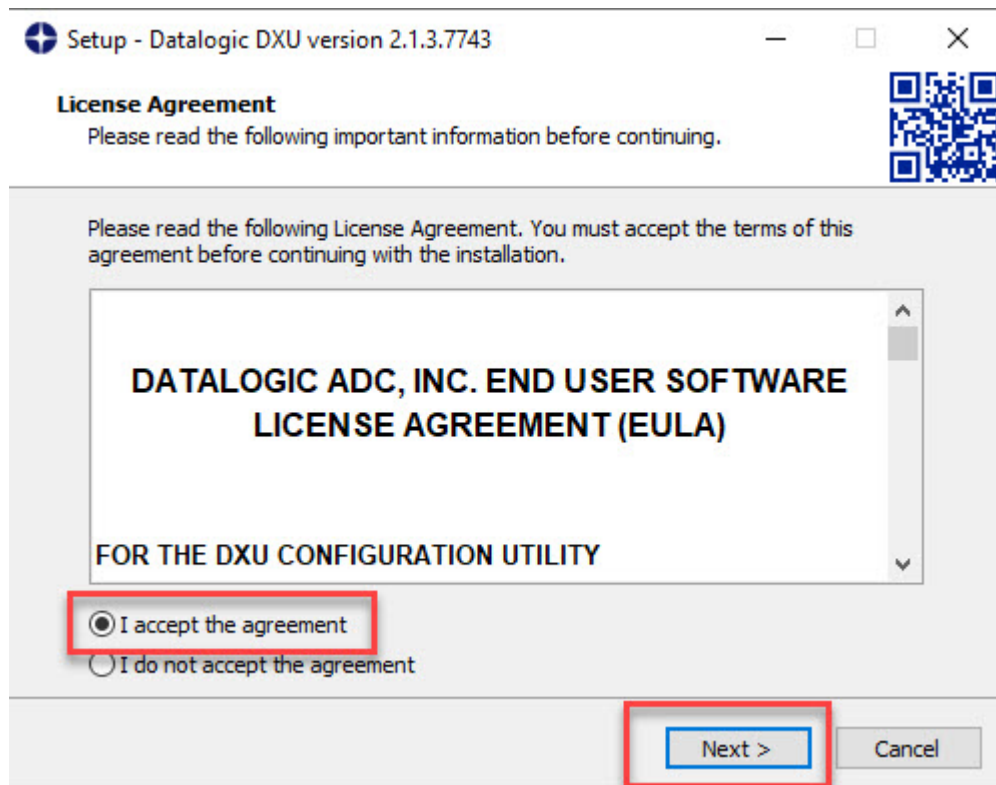 Setup - Datalogic DXU version 2.1.3.7743
License Agreement
Please read the following important information before continuing.
Please read the following License Agreement. You must accept the terms of this
agreement before continuing with the installation.
DATALOGIC ADC, INC. END USER SOFTWARE
LICENSE AGREEMENT (EULA)
FOR THE DXU CONFIGURATION UTILITY
I accept the agreement
I do not accept the agreement
Next >
Cancel